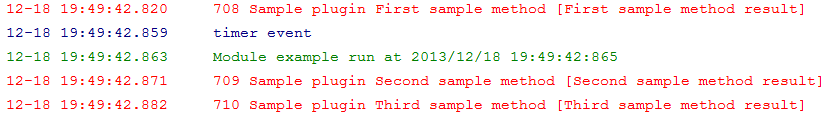 12-18 19:49:42.820 708 Sample plugin First sample method [First sample method result]
12-18 19:49:42.859 timer event
12-18 19:49:42.863 Module example run at 2013/12/18 19:49:42:865
12-18 19:49:42.871 709 Sample plugin Second sample method [Second sample method result]
12-18 19:49:42.882 710 Sample plugin Third sample method [Third sample method result]